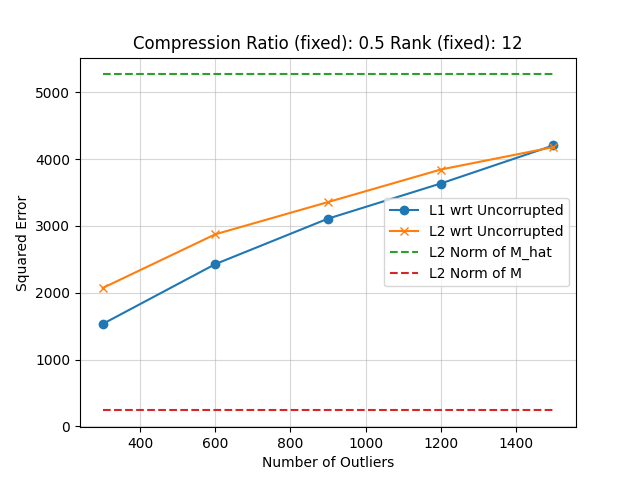 Compression Ratio (fixed): 0.5 Rank (fixed): 12
Squared Error
5000
4000
3000
2000
1000
0
L1 wrt Uncorrupted
L2 wrt Uncorrupted
L2 Norm of M_hat
L2 Norm of M
400 600 800 1000 1200 1400
Number of Outliers